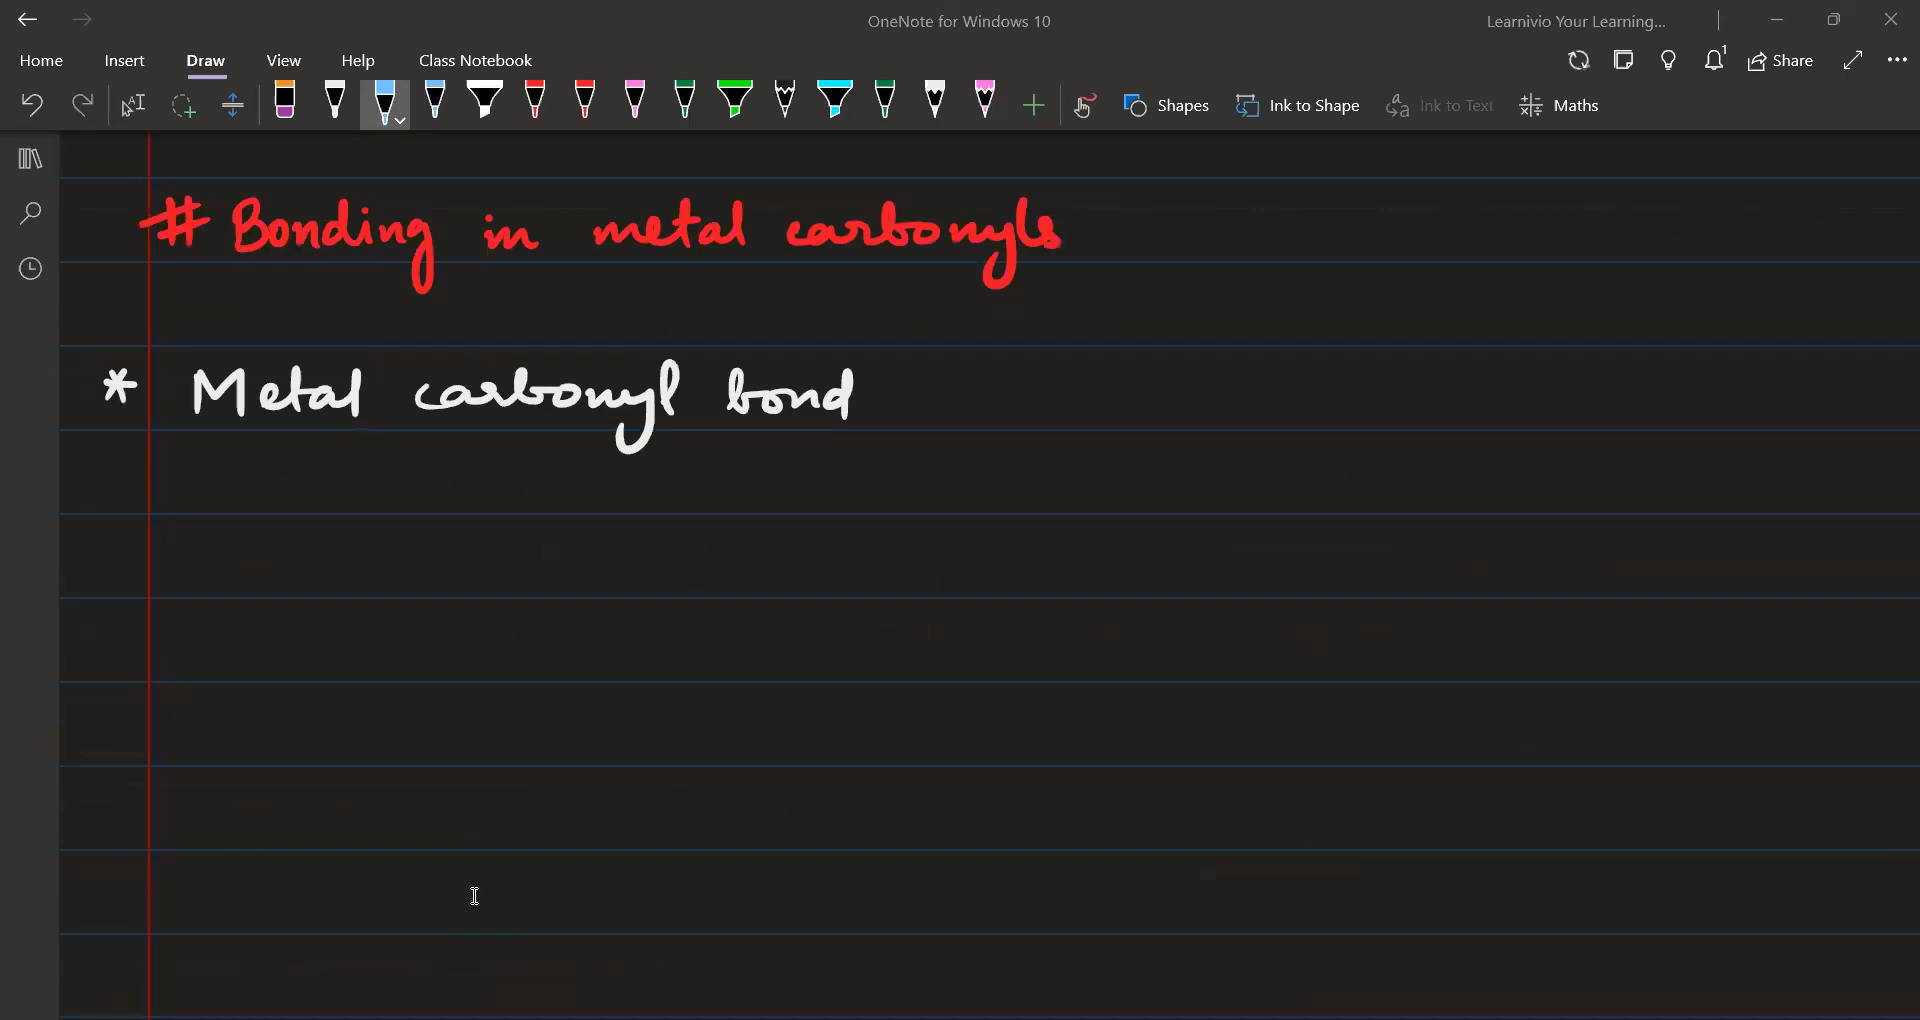 OneNote for Windows 10
Learnivio Your Learning...
Home Insert Draw View Help Class Notebook
1 Share
Shapes Ink to Shape Ink to Text Maths
# Bonding in metal carbonyls
* Metal carbonyl bond